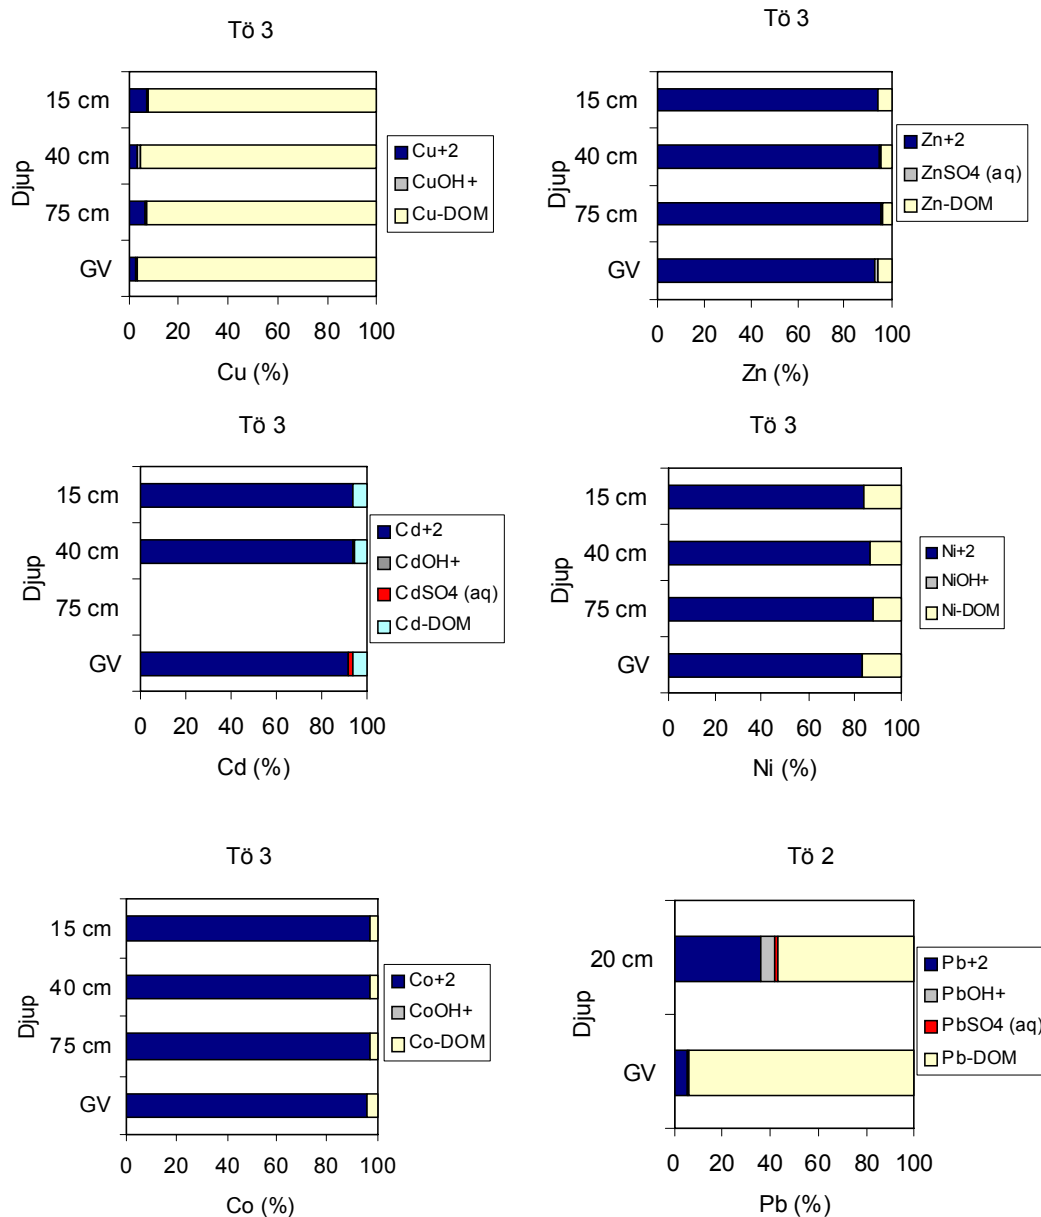 Tö 3
Djup
15 cm
40 cm
75 cm
GV
0 20 40 60 80 100
Cu (%)
Cu+2
CuOH+
Cu-DOM
Tö 3
Djup
15 cm
40 cm
75 cm
GV
0 20 40 60 80 100
Zn (%)
Zn+2
ZnSO4 (aq)
Zn-DOM
Tö 3
Djup
15 cm
40 cm
75 cm
GV
0 20 40 60 80 100
Cd (%)
Cd+2
CdOH+
CdSO4 (aq)
Cd-DOM
Tö 3
Djup
15 cm
40 cm
75 cm
GV
0 20 40 60 80 100
Ni (%)
Ni+2
NiOH+
Ni-DOM
Tö 3
Djup
15 cm
40 cm
75 cm
GV
0 20 40 60 80 100
Co (%)
Co+2
CoOH+
Co-DOM
Tö 2
Djup
20 cm
GV
0 20 40 60 80 100
Pb (%)
Pb+2
PbOH+
PbSO4 (aq)
Pb-DOM